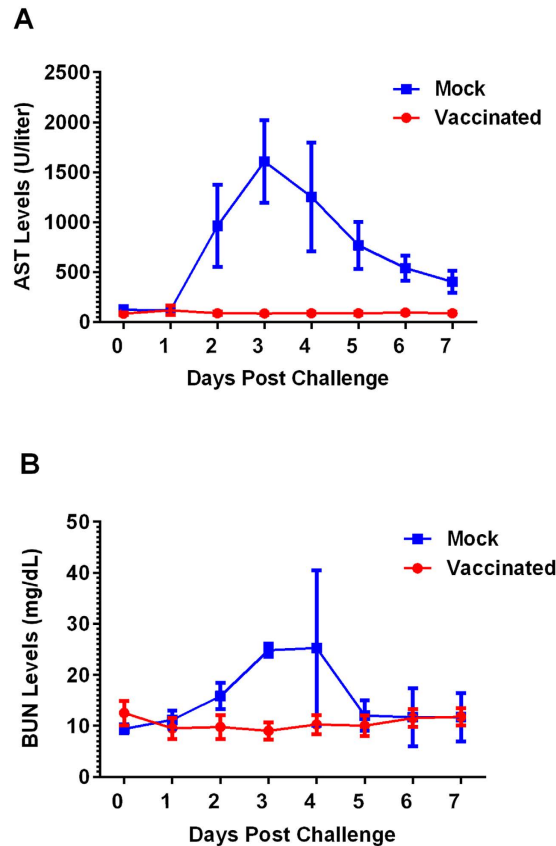 A
AST Levels (U/liter)
2500
2000
1500
1000
500
0
Mock
Vaccinated
0 1 2 3 4 5 6 7
Days Post Challenge
B
BUN Levels (mg/dL)
50
40
30
20
10
0
Mock
Vaccinated
0 1 2 3 4 5 6 7
Days Post Challenge